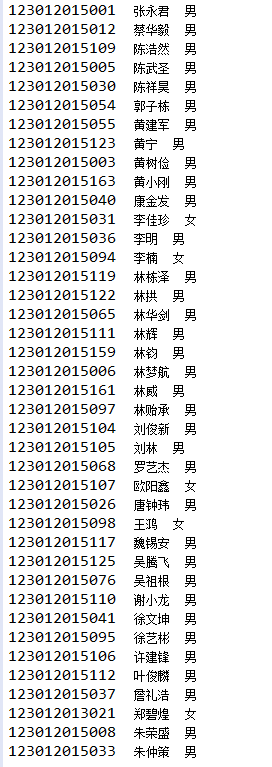 123012015001 张永君 男
123012015012 蔡华毅 男
123012015109 陈浩然 男
123012015005 陈武圣 男
123012015030 陈祥昊 男
123012015054 郭子栋 男
123012015055 黄建军 男
123012015123 黄宁 男
123012015003 黄树俭 男
123012015163 黄小刚 男
123012015040 康金发 男
123012015031 李佳珍 女
123012015036 李明 男
123012015094 李楠 女
123012015119 林栋泽 男
123012015122 林拱 男
123012015065 林华剑 男
123012015111 林辉 男
123012015159 林钧 男
123012015006 林梦航 男
123012015161 林威 男
123012015097 林贻承 男
123012015104 刘俊新 男
123012015105 刘林 男
123012015068 罗艺杰 男
123012015107 欧阳鑫 女
123012015026 唐钟玮 男
123012015098 王鸿 女
123012015117 魏锡安 男
123012015125 吴腾飞 男
123012015076 吴祖根 男
123012015110 谢小龙 男
123012015041 徐文坤 男
123012015095 徐艺彬 男
123012015106 许建锋 男
123012015112 叶俊麟 男
123012015037 詹礼浩 男
123012013021 郑碧煌 女
123012015008 朱荣盛 男
123012015033 朱仲策 男